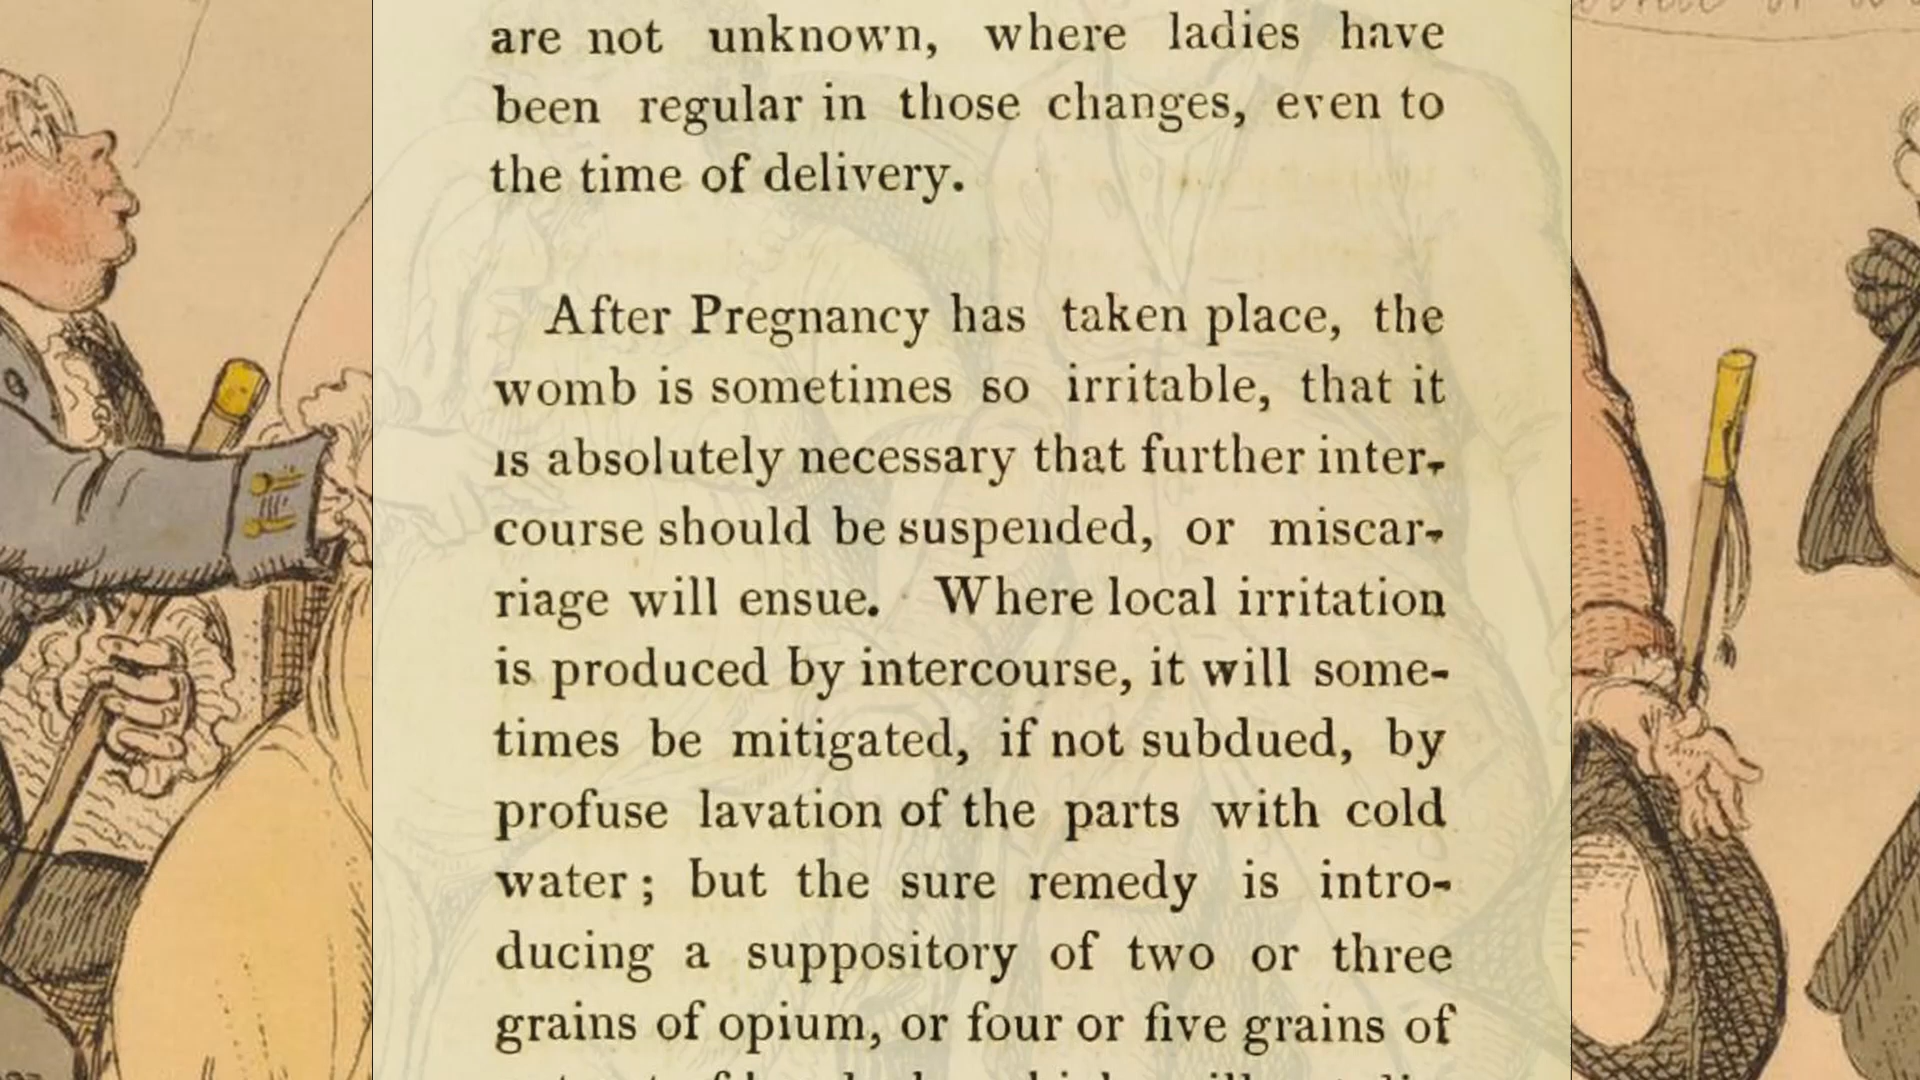 are not unknown, where ladies have
been regular in those changes, even to
the time of delivery.
After Pregnancy has taken place, the
womb is sometimes so irritable, that it
is absolutely necessary that further inter-
course should be suspended, or miscar-
riage will ensue. Where local irritation
is produced by intercourse, it will some-
times be mitigated, if not subdued, by
profuse lavation of the parts with cold
water; but the sure remedy is intro-
ducing a suppository of two or three
grains of opium, or four or five grains of